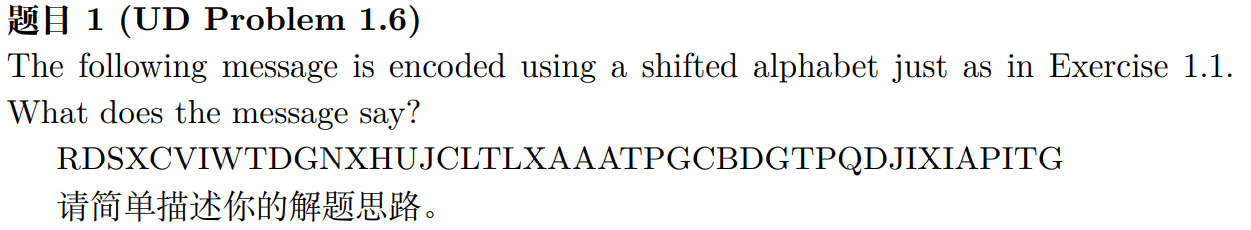 题目 1 (UD Problem 1.6)
The following message is encoded using a shifted alphabet just as in Exercise 1.1.
What does the message say?
RDSXCVIWTDGNXHUJCLTLXAAATPGCBDGTPQDJIXIAPITG
请简单描述你的解题思路。